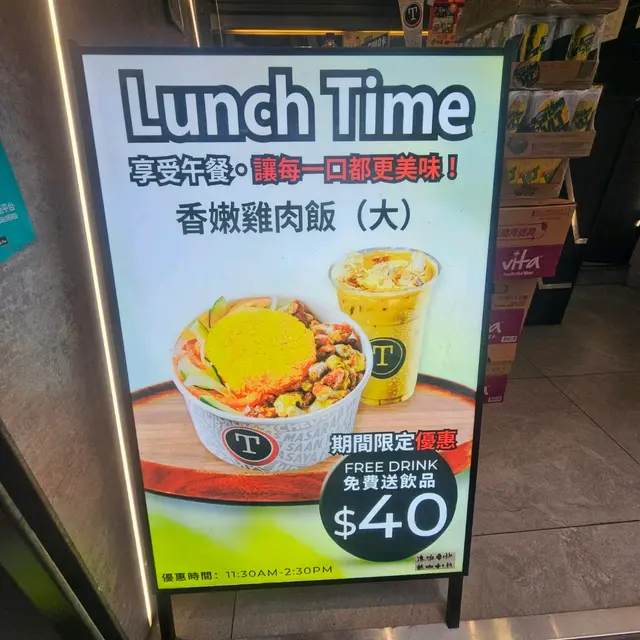 Lunch Time
享受午餐。讓每一口都更美味！
香嫩雞肉飯（大）
T
T
期間限定優惠
FREE DRINK
免費送飲品
$40
優惠時間：11:30AM-2:30PM
vita